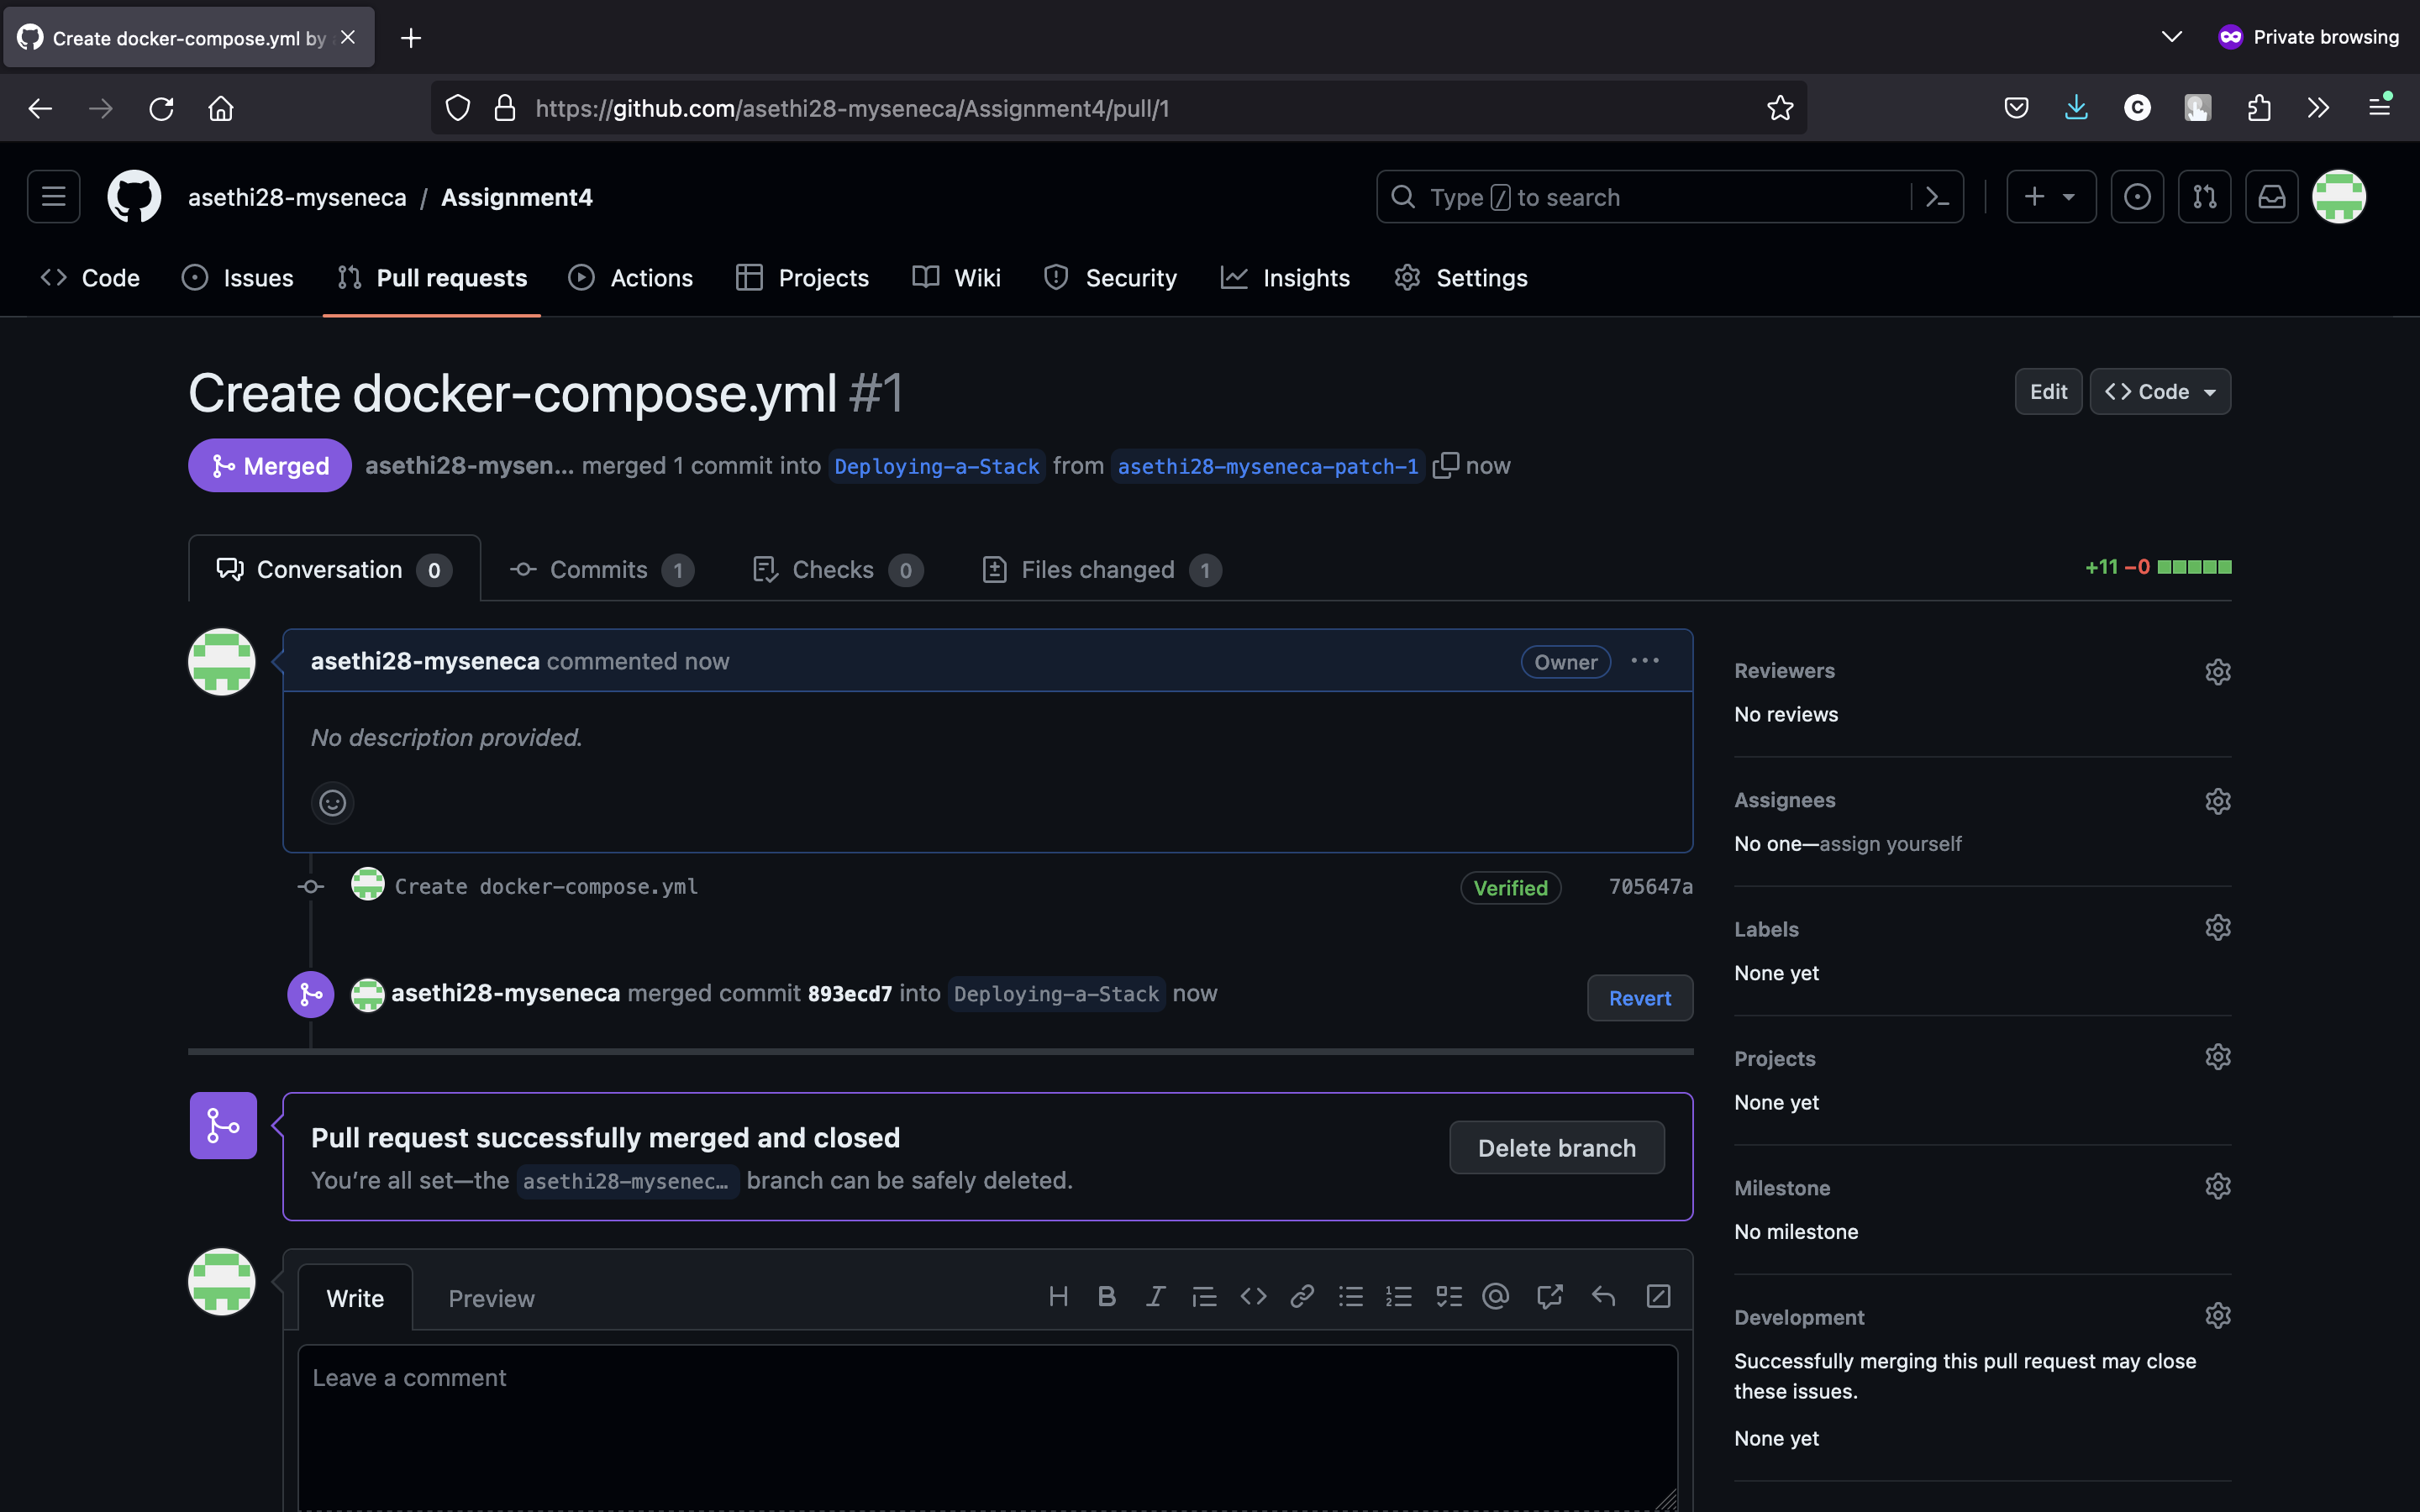 Create docker-compose.yml by
Private browsing
https://github.com/asethi28-myseneca/Assignment4/pull/1
asethi28-myseneca / Assignment4
Type / to search
Code Issues Pull requests Actions Projects Wiki Security Insights Settings
Create docker-compose.yml #1
Edit <> Code
Merged asethi28-mysen... merged 1 commit into Deploying-a-Stack from asethi28-myseneca-patch-1 now
Conversation 0 Commits 1 Checks 0 Files changed 1
+11 −0
asethi28-myseneca commented now
Owner ...
No description provided.
Create docker-compose.yml
Verified 705647a
asethi28-myseneca merged commit 893ecd7 into Deploying-a-Stack now
Revert
Pull request successfully merged and closed
You’re all set—the asethi28-mysenec… branch can be safely deleted.
Delete branch
Write Preview
Leave a comment
Reviewers
No reviews
Assignees
No one—assign yourself
Labels
None yet
Projects
None yet
Milestone
No milestone
Development
Successfully merging this pull request may close
these issues.
None yet